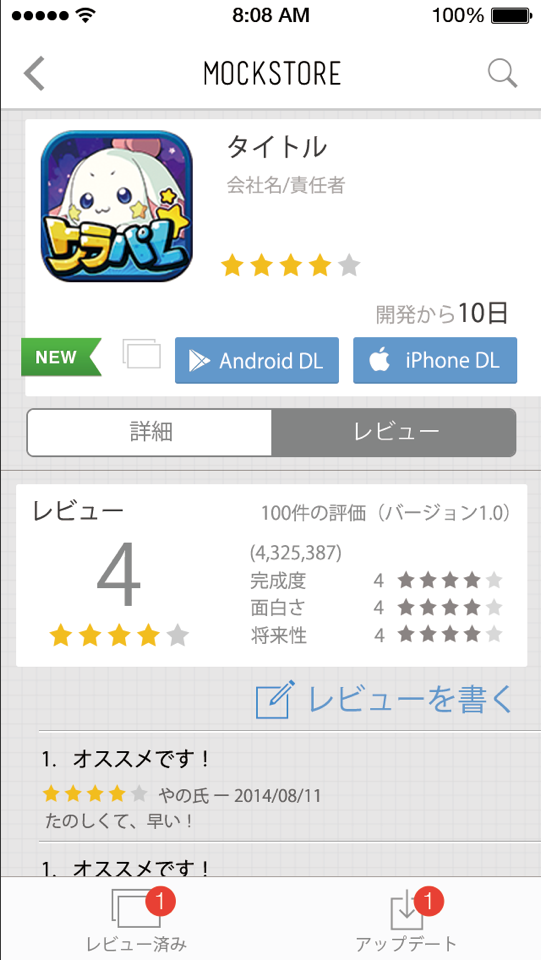 8:08 AM 100%
MOCKSTORE
ケラパレ
タイトル
会社名/責任者
開発から10日
NEW
Android DL
iPhone DL
詳細
レビュー
レビュー
100件の評価（バージョン1.0）
4
(4,325,387)
完成度 4
面白さ 4
将来性 4
レビューを書く
1. オススメです！
やの氏 ー 2014/08/11
たのしくて、早い！
1. オススメです！
1
レビュー済み
1
アップデート